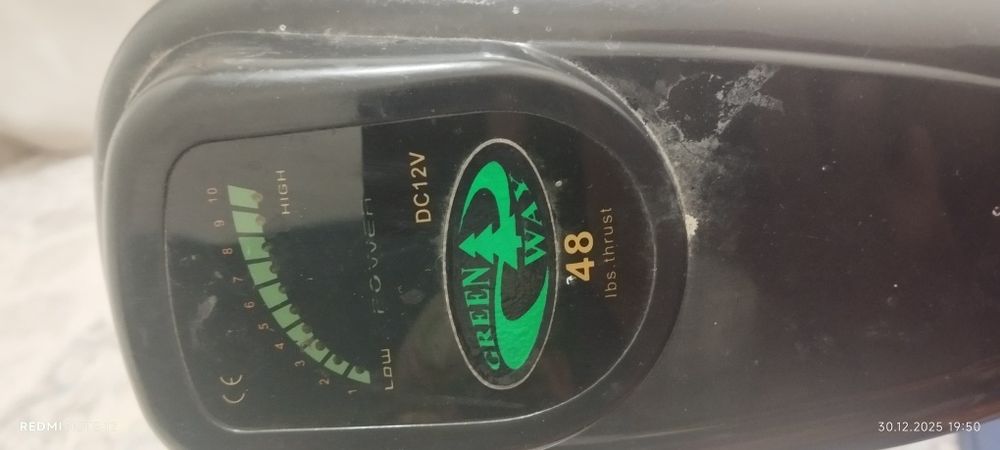 10
9
8
7
6
5
4
3
2
1
HIGH
LOW
POWER
CE
DC12V
GREEN
WAY
48
lbs.thrust
REDMI
30.12.2025 19:50